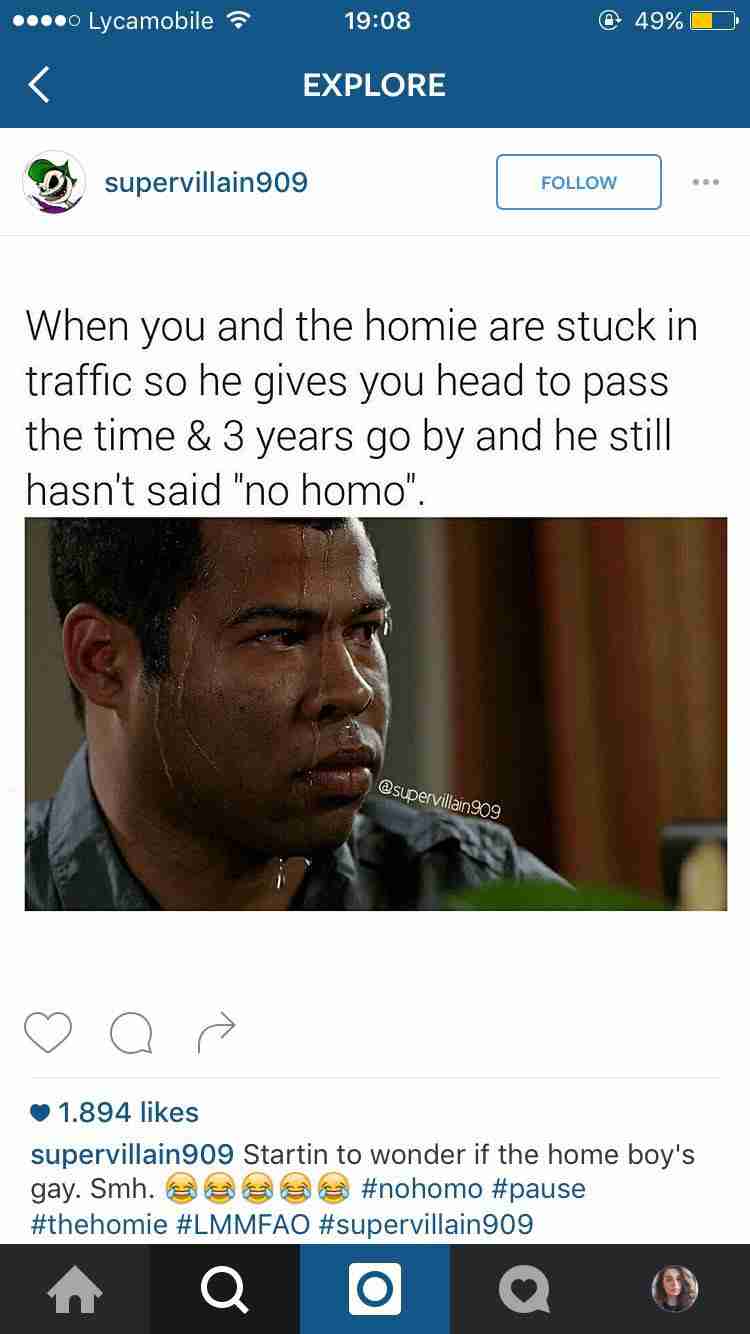 Lycamobile 19:08 49%
EXPLORE
supervillain909 FOLLOW
When you and the homie are stuck in
traffic so he gives you head to pass
the time & 3 years go by and he still
hasn't said "no homo".
@supervillain909
1.894 likes
supervillain909 Startin to wonder if the home boy's
gay. Smh. 😂😂😂😂😂 #nohomo #pause
#thehomie #LMMFAO #supervillain909